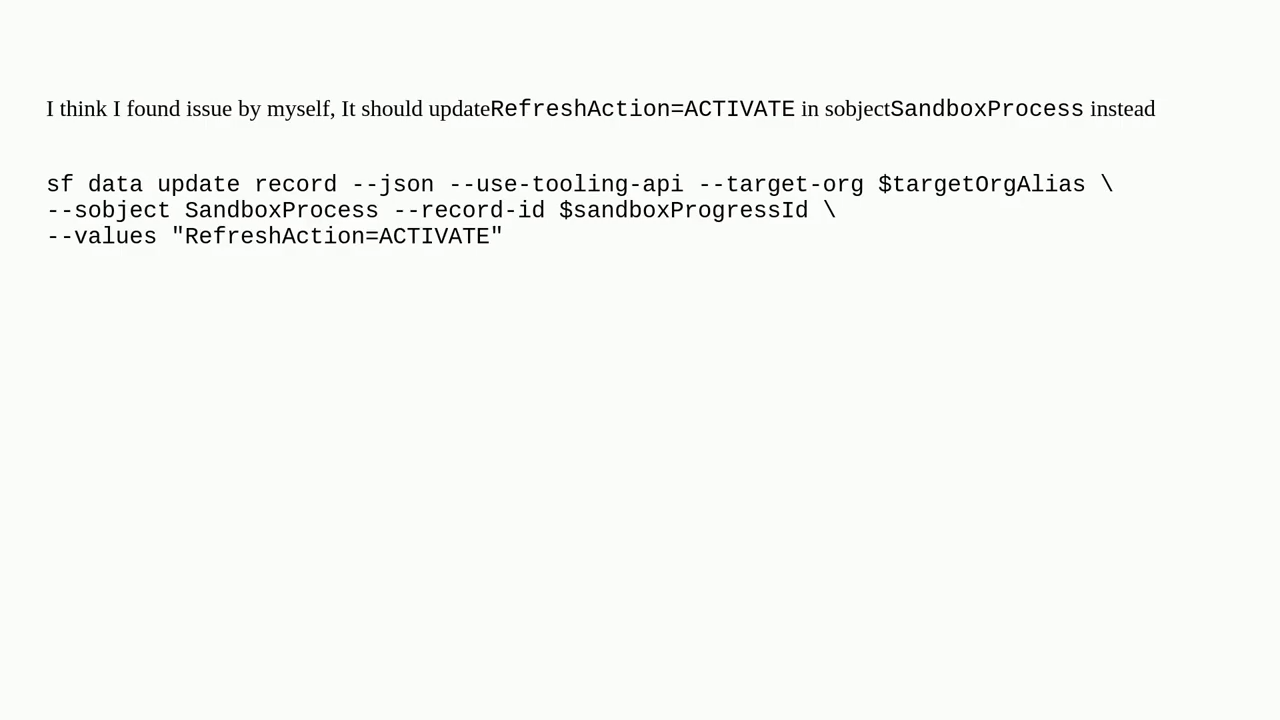 I think I found issue by myself, It should updateRefreshAction=ACTIVATE in sobjectSandboxProcess instead
sf data update record --json --use-tooling-api --target-org $targetOrgAlias \
--sobject SandboxProcess --record-id $sandboxProgressId \
--values "RefreshAction=ACTIVATE"